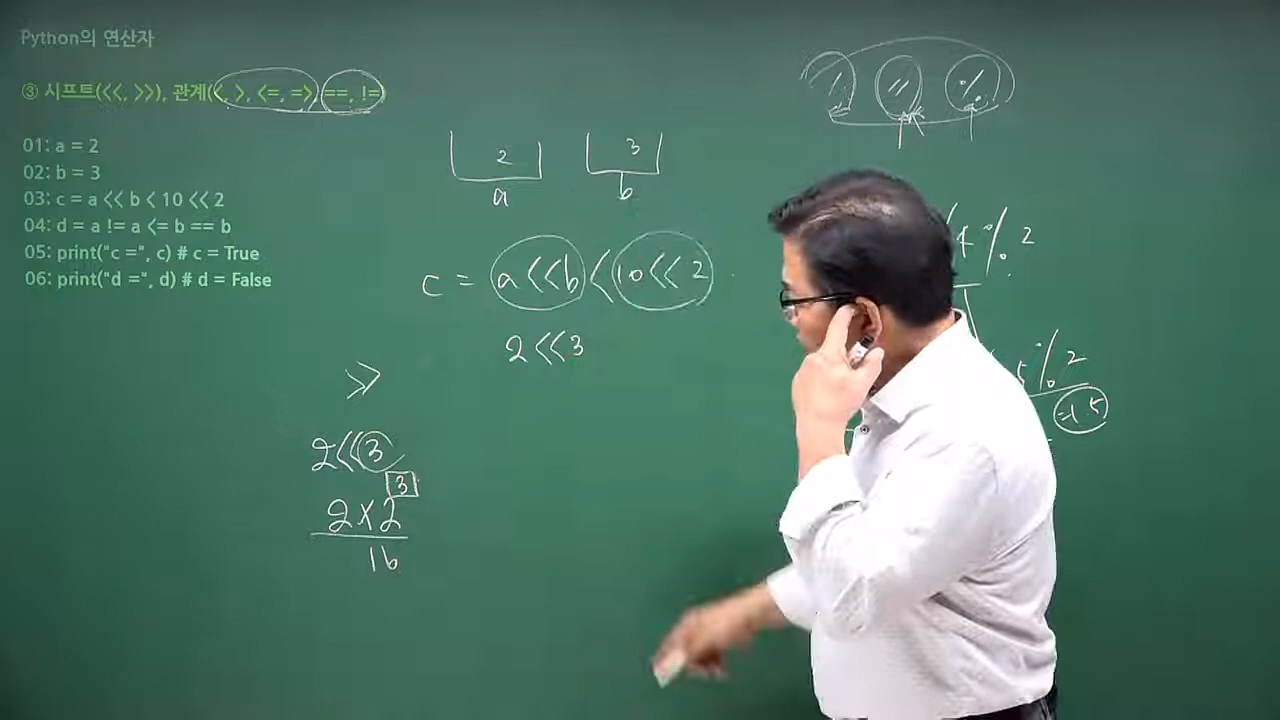 Python의 연산자
③ 시프트(<<, >>), 관계(<, >, <=, =>, ==, !=)
01: a = 2
02: b = 3
03: c = a << b < 10 << 2
04: d = a != a <= b == b
05: print("c =", c) # c = True
06: print("d =", d) # d = False
2 3
a b
c = a << b < 10 << 2
2 << 3
>>
2 << 3
3
2 x 2
16
/ // %
4 % 2
5 % 2
=1.5